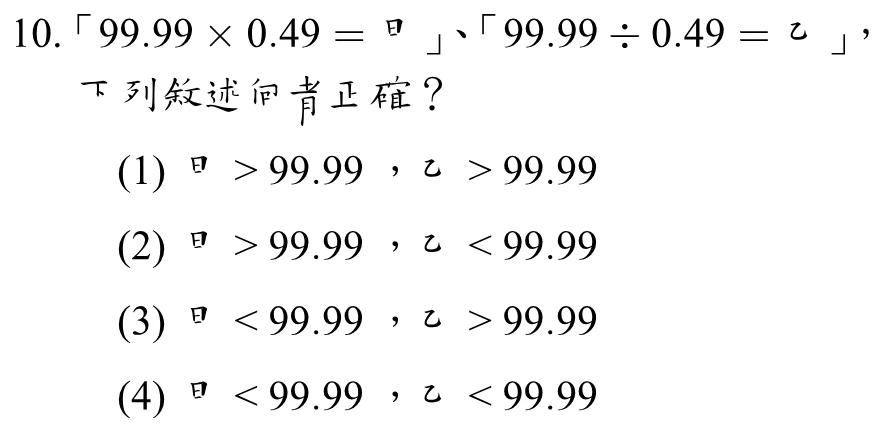 10.「99.99 × 0.49 = 甲 」、「99.99 ÷ 0.49 = 乙 」，
下列敘述何者正確？
(1) 甲 > 99.99 ，乙 > 99.99
(2) 甲 > 99.99 ，乙 < 99.99
(3) 甲 < 99.99 ，乙 > 99.99
(4) 甲 < 99.99 ，乙 < 99.99